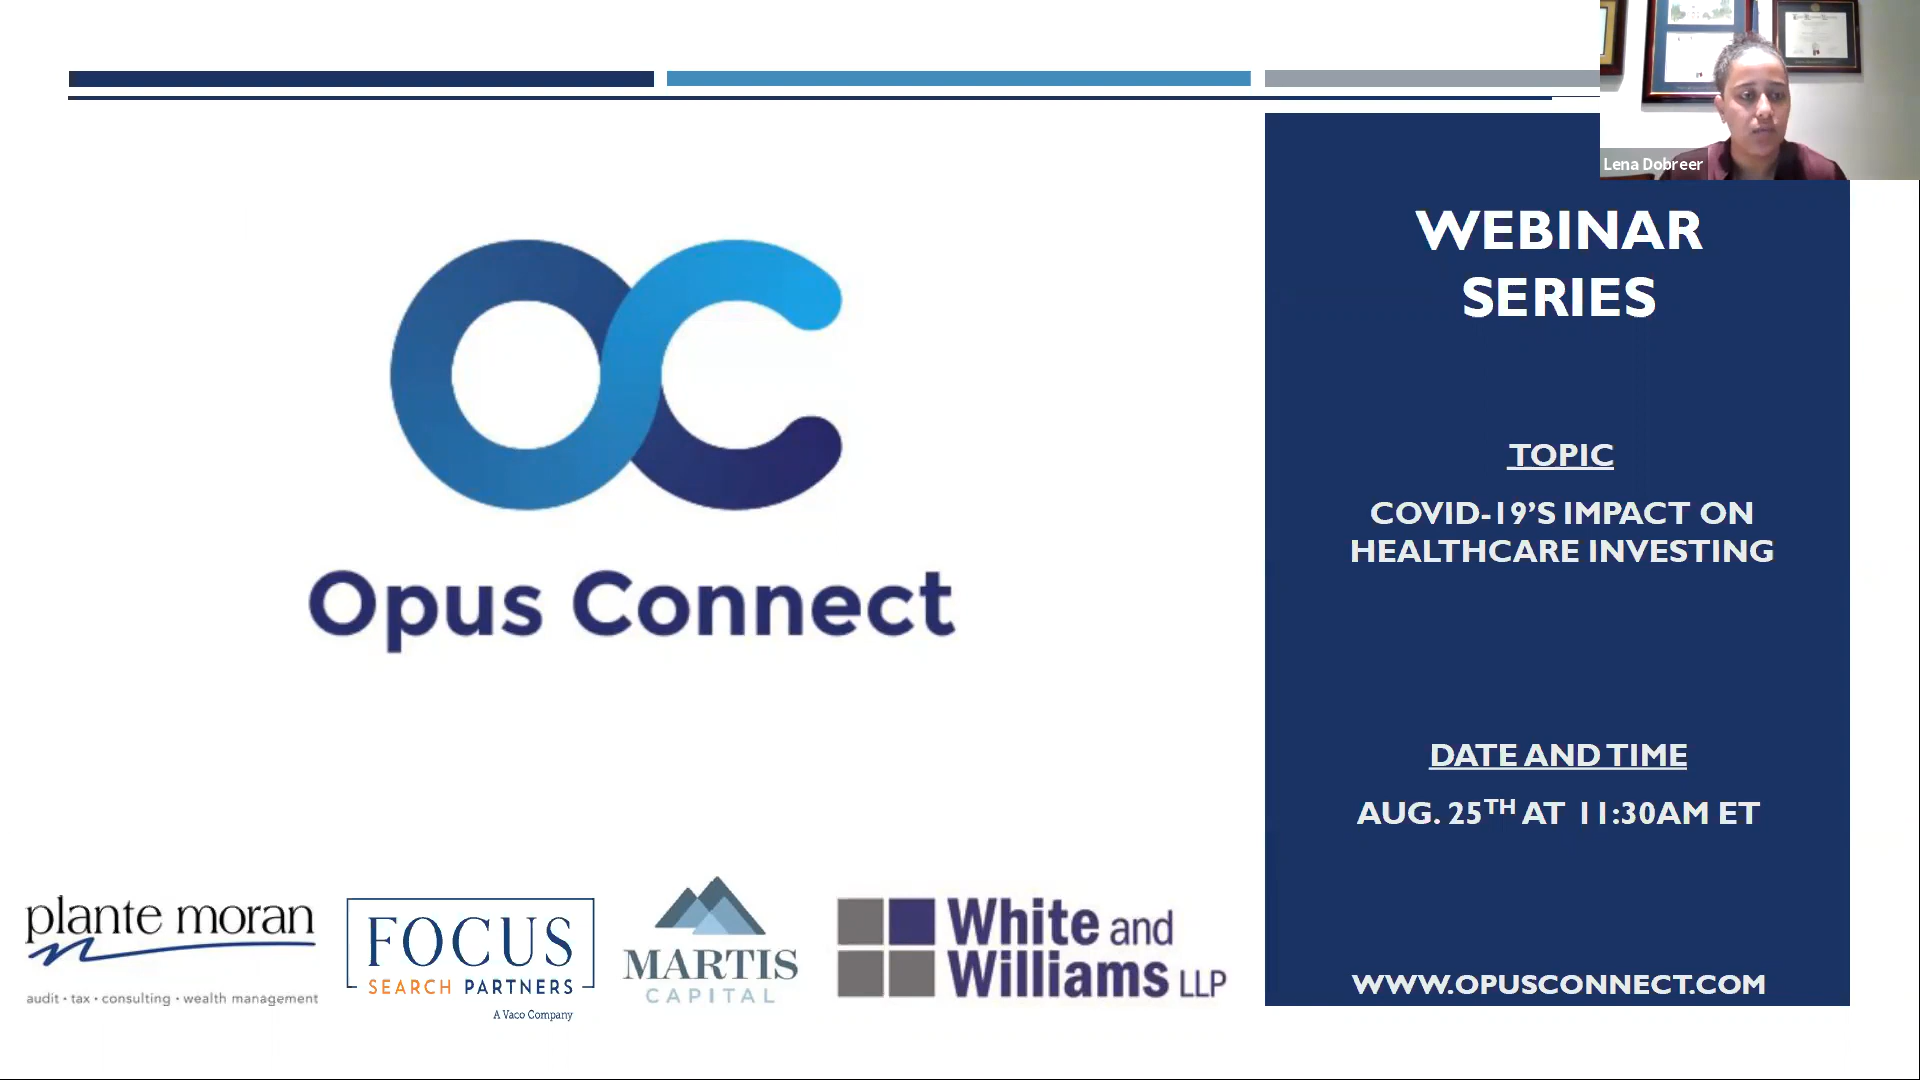 Lena Dobreer
WEBINAR
SERIES
TOPIC
COVID-19’S IMPACT ON
HEALTHCARE INVESTING
DATE AND TIME
AUG. 25TH AT 11:30AM ET
WWW.OPUSCONNECT.COM
OC
Opus Connect
plante moran
audit · tax · consulting · wealth management
FOCUS
SEARCH PARTNERS
A Vaco Company
MARTIS
CAPITAL
White and
Williams LLP